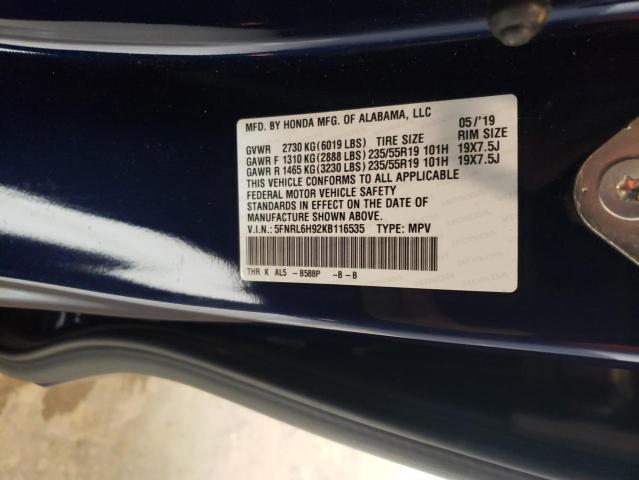 MFD. BY HONDA MFG. OF ALABAMA, LLC 05/'19
GVWR 2730 KG(6019 LBS) TIRE SIZE RIM SIZE
GAWR F 1310 KG(2888 LBS) 235/55R19 101H 19X7.5J
GAWR R 1465 KG(3230 LBS) 235/55R19 101H 19X7.5J
THIS VEHICLE CONFORMS TO ALL APPLICABLE
FEDERAL MOTOR VEHICLE SAFETY
STANDARDS IN EFFECT ON THE DATE OF
MANUFACTURE SHOWN ABOVE.
V.I.N.: 5FNRL6H92KB116535 TYPE: MPV
THR K AL5 - B588P -B-B